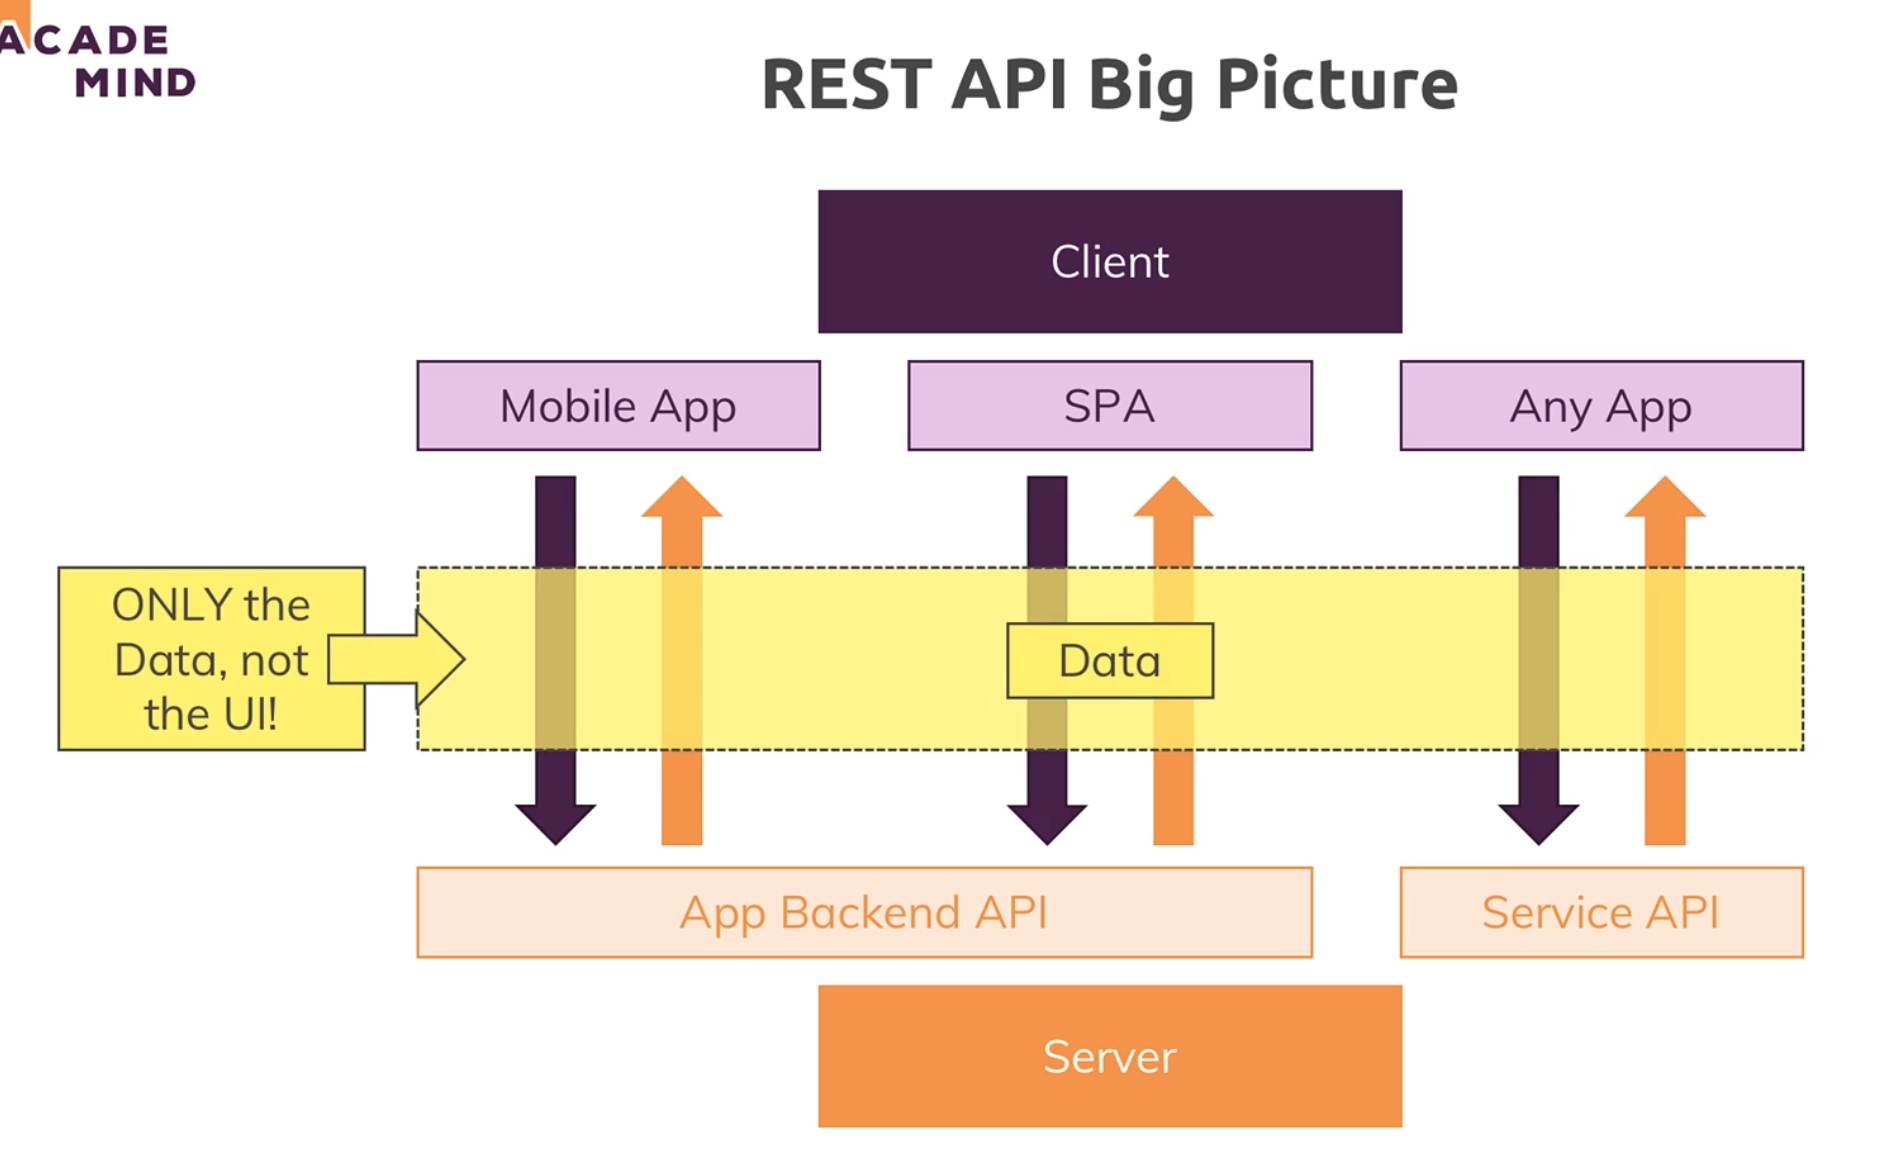 ACADE
MIND
REST API Big Picture
Client
Mobile App
SPA
Any App
ONLY the
Data, not
the UI!
Data
App Backend API
Service API
Server